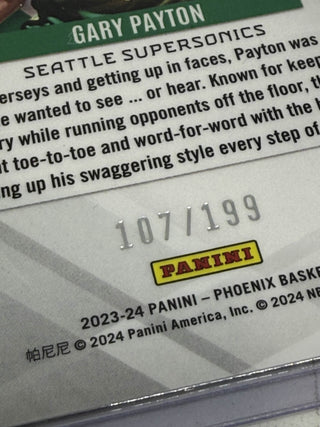 GARY PAYTON
SEATTLE SUPERSONICS
erseys and getting up in faces, Payton was
e wanted to see ... or hear. Known for keep
ry while running opponents off the floor, th
t toe-to-toe and word-for-word with the b
ng up his swaggering style every step of
107/199
PANINI
2023-24 PANINI – PHOENIX BASKE
帕尼尼 © 2024 Panini America, Inc. © 2024 NB